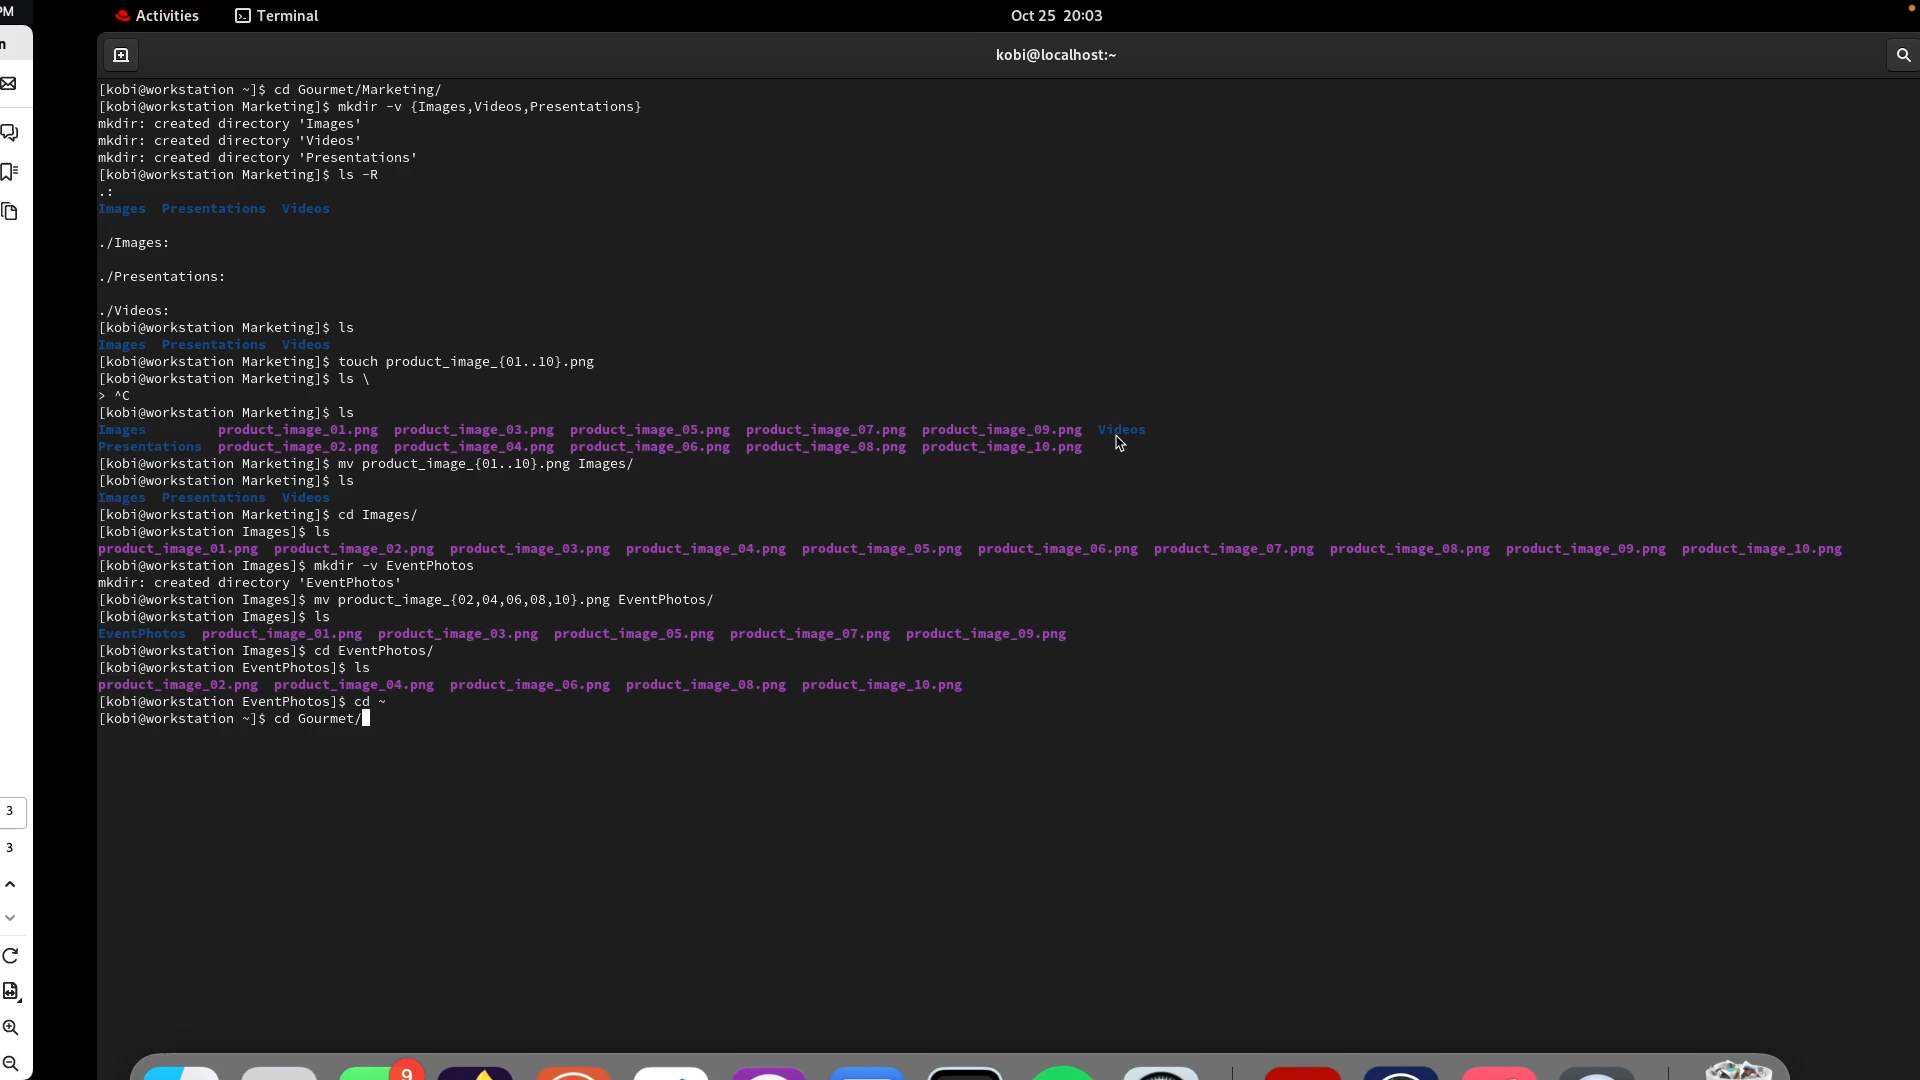 PM
Activities Terminal Oct 25 20:03
n
kobi@localhost:~
[kobi@workstation ~]$ cd Gourmet/Marketing/
[kobi@workstation Marketing]$ mkdir -v {Images,Videos,Presentations}
mkdir: created directory 'Images'
mkdir: created directory 'Videos'
mkdir: created directory 'Presentations'
[kobi@workstation Marketing]$ ls -R
.:
Images  Presentations  Videos
./Images:
./Presentations:
./Videos:
[kobi@workstation Marketing]$ ls
Images  Presentations  Videos
[kobi@workstation Marketing]$ touch product_image_{01..10}.png
[kobi@workstation Marketing]$ ls \
> ^C
[kobi@workstation Marketing]$ ls
Images         product_image_01.png  product_image_03.png  product_image_05.png  product_image_07.png  product_image_09.png  Videos
Presentations  product_image_02.png  product_image_04.png  product_image_06.png  product_image_08.png  product_image_10.png
[kobi@workstation Marketing]$ mv product_image_{01..10}.png Images/
[kobi@workstation Marketing]$ ls
Images  Presentations  Videos
[kobi@workstation Marketing]$ cd Images/
[kobi@workstation Images]$ ls
product_image_01.png  product_image_02.png  product_image_03.png  product_image_04.png  product_image_05.png  product_image_06.png  product_image_07.png  product_image_08.png  product_image_09.png  product_image_10.png
[kobi@workstation Images]$ mkdir -v EventPhotos
mkdir: created directory 'EventPhotos'
[kobi@workstation Images]$ mv product_image_{02,04,06,08,10}.png EventPhotos/
[kobi@workstation Images]$ ls
EventPhotos  product_image_01.png  product_image_03.png  product_image_05.png  product_image_07.png  product_image_09.png
[kobi@workstation Images]$ cd EventPhotos/
[kobi@workstation EventPhotos]$ ls
product_image_02.png  product_image_04.png  product_image_06.png  product_image_08.png  product_image_10.png
[kobi@workstation EventPhotos]$ cd ~
[kobi@workstation ~]$ cd Gourmet/
3
3
9